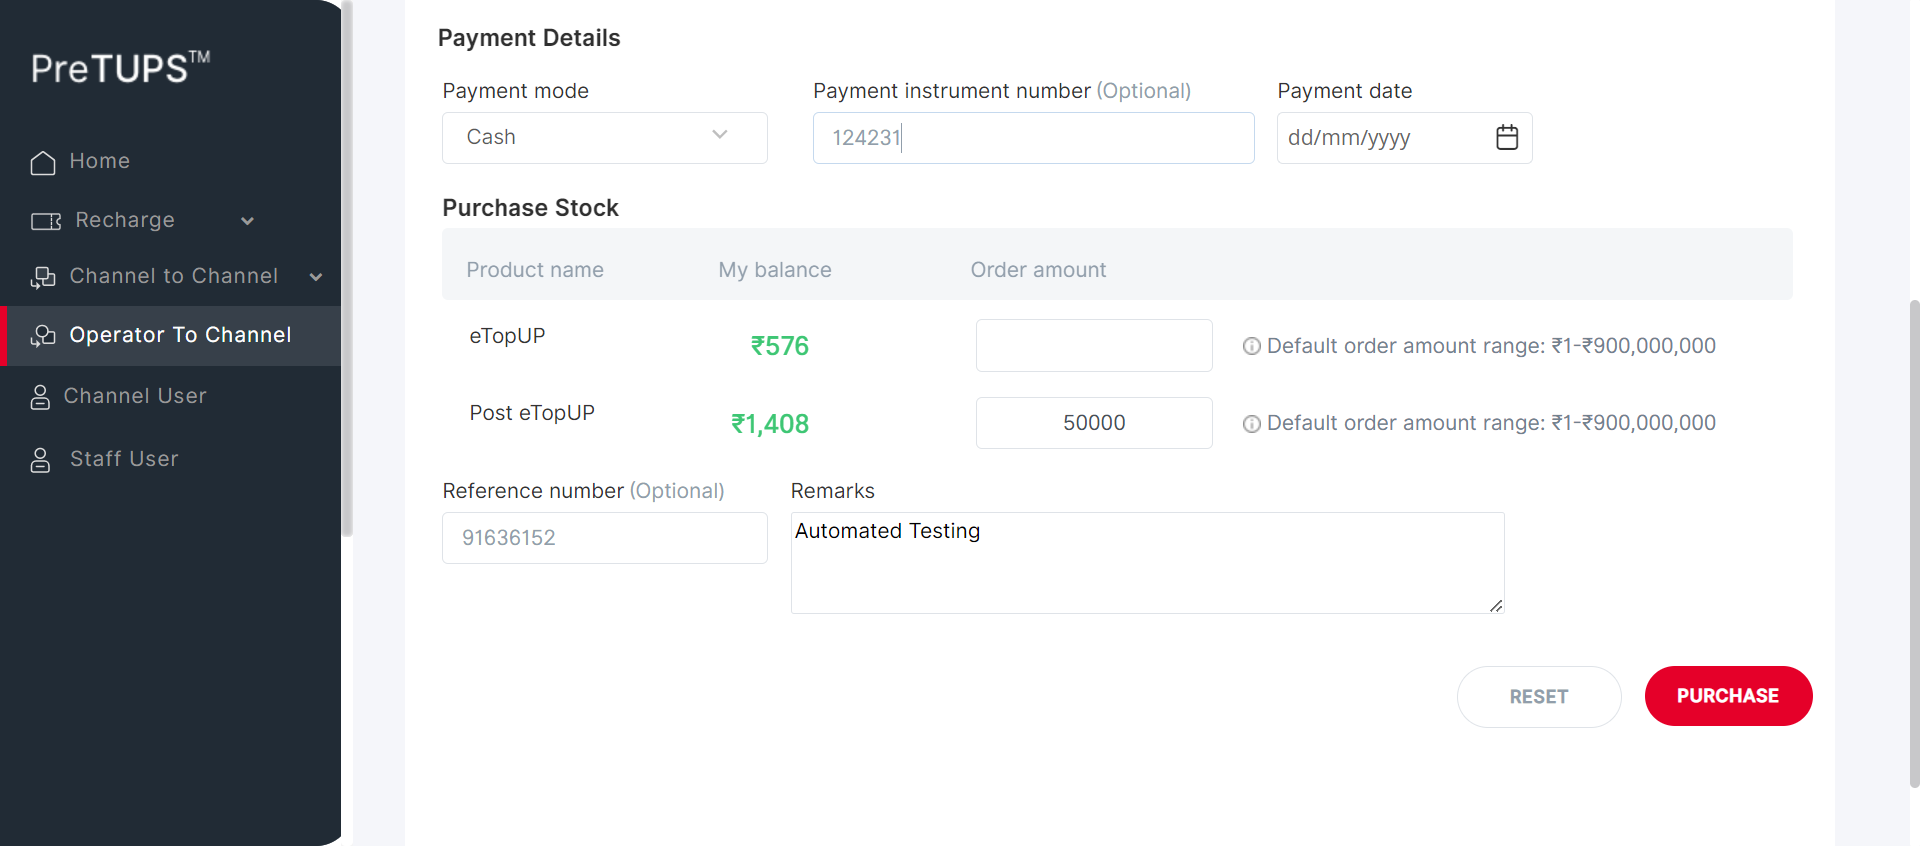 PreTUPS™
Home
Recharge
Channel to Channel
Operator To Channel
Channel User
Staff User
Payment Details
Payment mode
Payment instrument number (Optional)
Payment date
Cash
124231
dd/mm/yyyy
Purchase Stock
Product name
My balance
Order amount
eTopUP
₹576
Default order amount range: ₹1-₹900,000,000
Post eTopUP
₹1,408
50000
Default order amount range: ₹1-₹900,000,000
Reference number (Optional)
Remarks
91636152
Automated Testing
RESET
PURCHASE